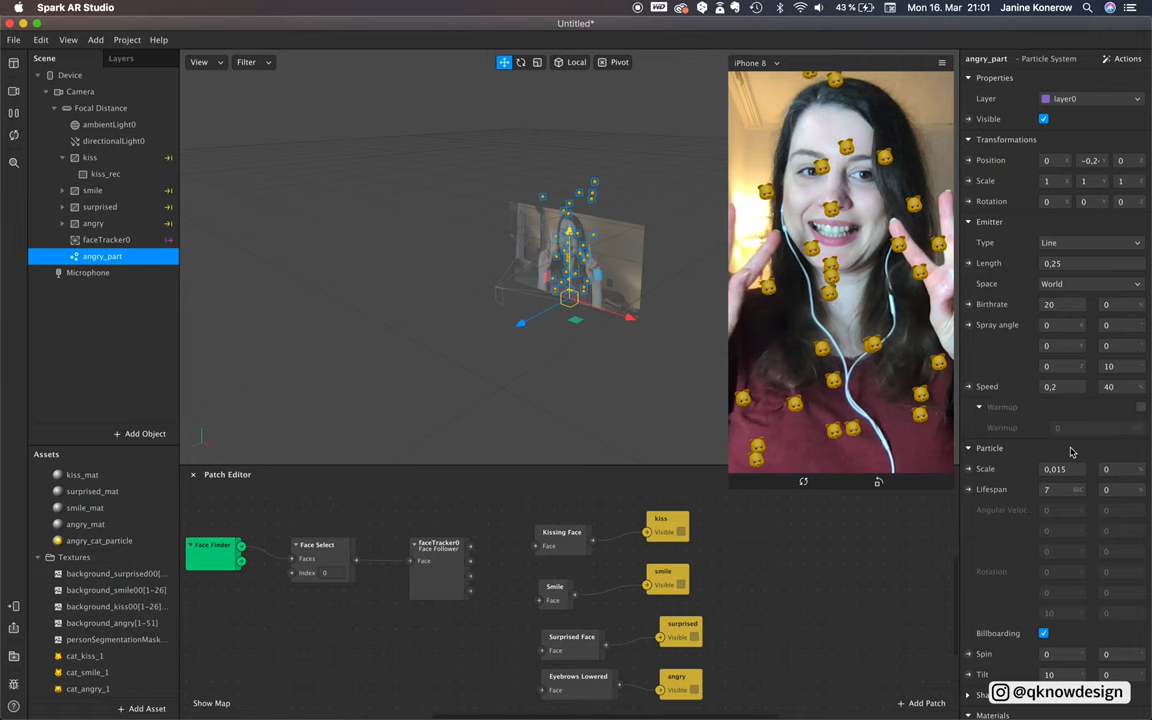 Spark AR Studio
43 %
Mon 16. Mar 21:01
Janine Konerow
Untitled*
File Edit View Add Project Help
Scene
Layers
Device
Camera
Focal Distance
ambientLight0
directionalLight0
kiss
kiss_rec
smile
surprised
angry
faceTracker0
angry_part
Microphone
+ Add Object
Assets
kiss_mat
surprised_mat
smile_mat
angry_mat
angry_cat_particle
Textures
background_surprised00[...
background_smile00[1-26]
background_kiss00[1-26]...
background_angry[1-51]
personSegmentationMask...
cat_kiss_1
cat_smile_1
cat_angry_1
+ Add Asset
View
Filter
Local
Pivot
iPhone 8
Patch Editor
Face Finder
Face Select
Faces
Index 0
faceTracker0
Face Follower
Face
Kissing Face
Face
kiss
Visible
Smile
Face
smile
Visible
Surprised Face
Face
surprised
Visible
Eyebrows Lowered
Face
angry
Visible
Show Map
+ Add Patch
angry_part - Particle System
Actions
Properties
Layer layer0
Visible
Transformations
Position 0 -0,2 0
Scale 1 1 1
Rotation 0 0 0
Emitter
Type Line
Length 0,25
Space World
Birthrate 20 0 %
Spray angle 0 0
0 0
0 10
Speed 0,2 40 %
Warmup
Warmup 0
Particle
Scale 0,015 0 %
Lifespan 7 SEC 0 %
Angular Veloc...
0 0
0 0
0 0
Rotation 0 0
0 0
10 0
Billboarding
Spin 0 0
Tilt 10 0
Materials
@qknowdesign